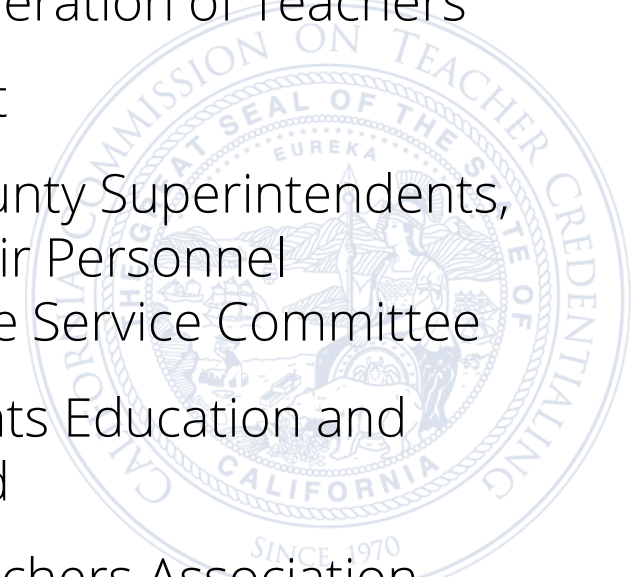 eration of Teachers
t
unty Superintendents,
ir Personnel
e Service Committee
nts Education and
d
chers Association
CALIFORNIA COMMISSION ON TEACHER CREDENTIALING
GREAT SEAL OF THE STATE OF
CALIFORNIA
EUREKA
SINCE 1970